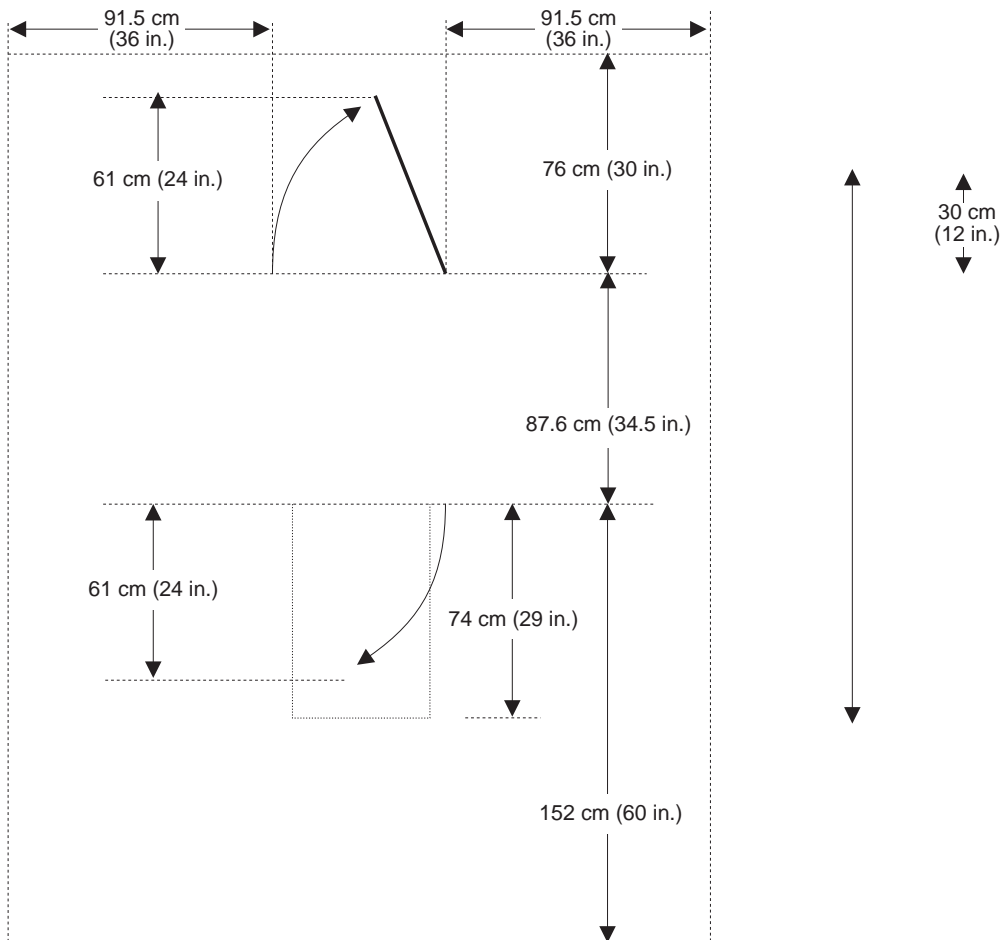 91.5 cm
(36 in.)
91.5 cm
(36 in.)
61 cm (24 in.)
76 cm (30 in.)
30 cm
(12 in.)
87.6 cm (34.5 in.)
61 cm (24 in.)
74 cm (29 in.)
152 cm (60 in.)